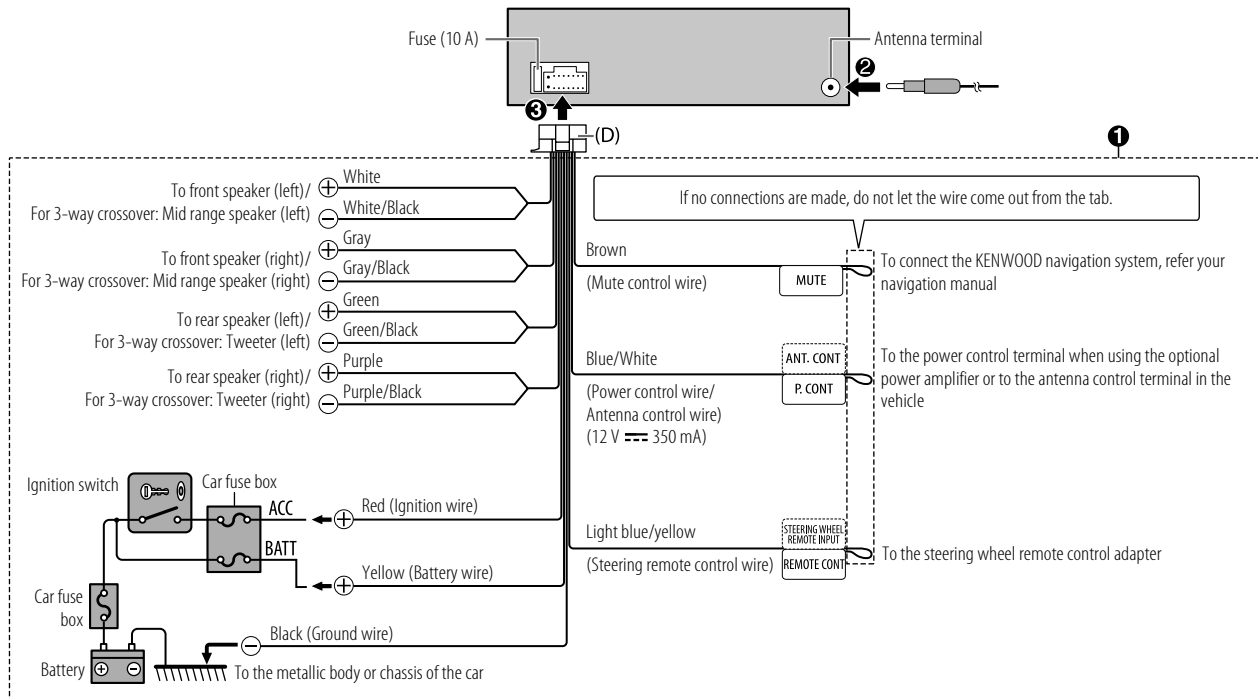 Fuse (10 A)
Antenna terminal
❷
❸
(D)
❶
To front speaker (left)/
For 3-way crossover: Mid range speaker (left)
⊕
White
⊖
White/Black
To front speaker (right)/
For 3-way crossover: Mid range speaker (right)
⊕
Gray
⊖
Gray/Black
To rear speaker (left)/
For 3-way crossover: Tweeter (left)
⊕
Green
⊖
Green/Black
To rear speaker (right)/
For 3-way crossover: Tweeter (right)
⊕
Purple
⊖
Purple/Black
If no connections are made, do not let the wire come out from the tab.
Brown
(Mute control wire)
MUTE
To connect the KENWOOD navigation system, refer your
navigation manual
Blue/White
(Power control wire/
Antenna control wire)
(12 V ⎓ 350 mA)
ANT. CONT
P. CONT
To the power control terminal when using the optional
power amplifier or to the antenna control terminal in the
vehicle
Light blue/yellow
(Steering remote control wire)
STEERING WHEEL
REMOTE INPUT
REMOTE CONT
To the steering wheel remote control adapter
Ignition switch
Car fuse box
ACC
⊕
Red (Ignition wire)
BATT
⊕
Yellow (Battery wire)
Car fuse
box
⊖
Black (Ground wire)
Battery
⊕
⊖
To the metallic body or chassis of the car